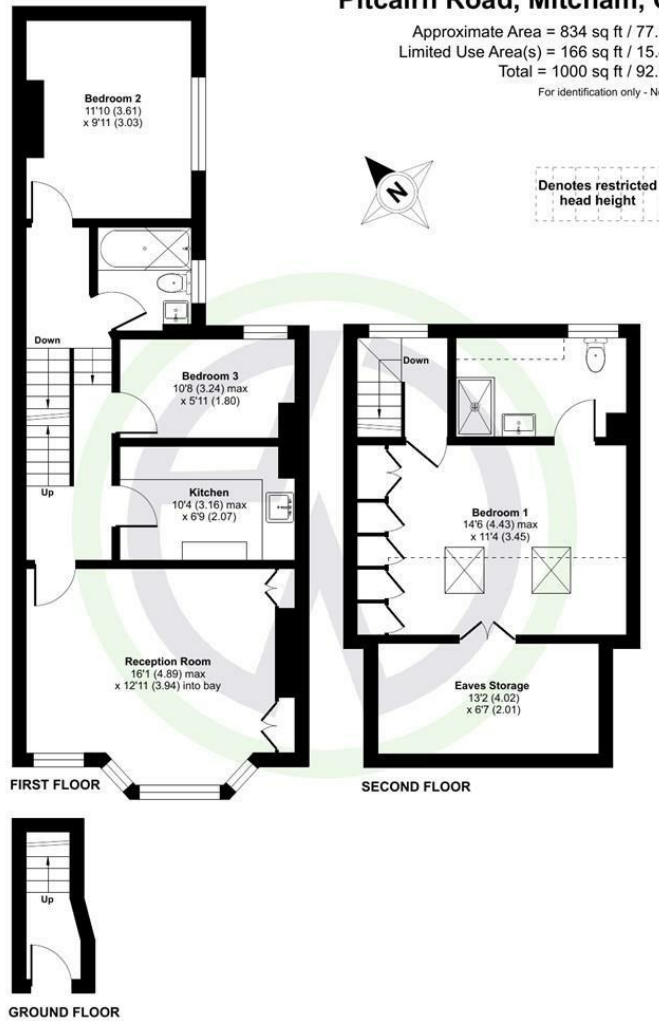 Pitcairn Road, Mitcham,
Approximate Area = 834 sq ft / 77.
Limited Use Area(s) = 166 sq ft / 15.
Total = 1000 sq ft / 92.
For identification only -
N
Denotes restricted
head height
Bedroom 2
11'10 (3.61)
x 9'11 (3.03)
Down
Up
Bedroom 3
10'8 (3.24) max
x 5'11 (1.80)
Kitchen
10'4 (3.16) max
x 6'9 (2.07)
Reception Room
16'1 (4.89) max
x 12'11 (3.94) into bay
FIRST FLOOR
Down
Bedroom 1
14'6 (4.43) max
x 11'4 (3.45)
Eaves Storage
13'2 (4.02)
x 6'7 (2.01)
SECOND FLOOR
Up
GROUND FLOOR